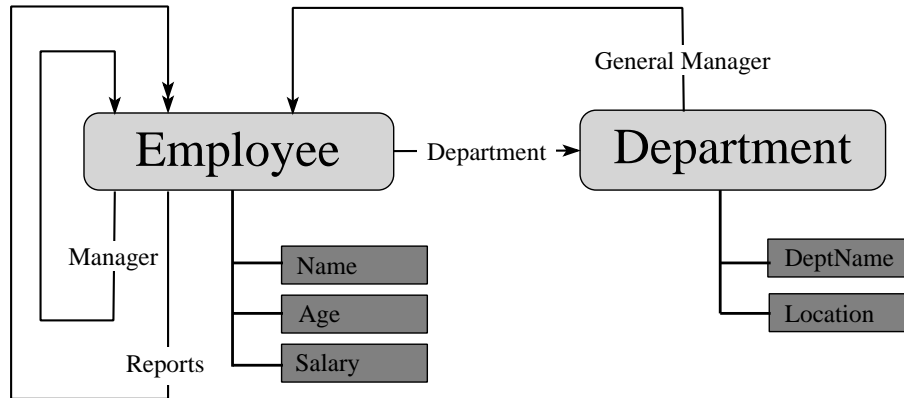 General Manager
Employee
Department
Department
Manager
Name
DeptName
Age
Location
Reports
Salary